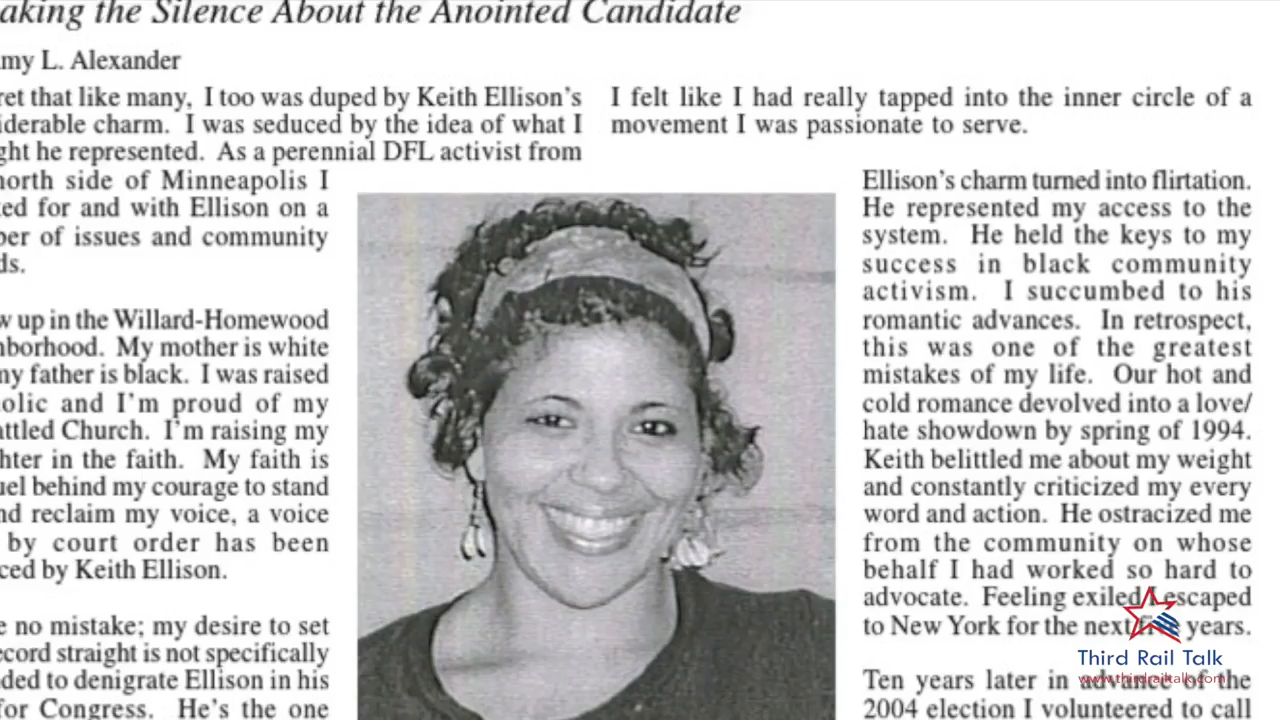 aking the Silence About the Anointed Candidate
my L. Alexander
ret that like many, I too was duped by Keith Ellison's
iderable charm. I was seduced by the idea of what I
ght he represented. As a perennial DFL activist from
north side of Minneapolis I
ked for and with Ellison on a
ber of issues and community
ds.
w up in the Willard-Homewood
hborhood. My mother is white
my father is black. I was raised
olic and I'm proud of my
attled Church. I'm raising my
hter in the faith. My faith is
uel behind my courage to stand
nd reclaim my voice, a voice
by court order has been
ced by Keith Ellison.
e no mistake; my desire to set
ecord straight is not specifically
ded to denigrate Ellison in his
for Congress. He's the one
I felt like I had really tapped into the inner circle of a
movement I was passionate to serve.
Ellison's charm turned into flirtation.
He represented my access to the
system. He held the keys to my
success in black community
activism. I succumbed to his
romantic advances. In retrospect,
this was one of the greatest
mistakes of my life. Our hot and
cold romance devolved into a love/
hate showdown by spring of 1994.
Keith belittled me about my weight
and constantly criticized my every
word and action. He ostracized me
from the community on whose
behalf I had worked so hard to
advocate. Feeling exiled I escaped
to New York for the next five years.
Ten years later in advance of the
2004 election I volunteered to call
Third Rail Talk
www.thirdrailtalk.com